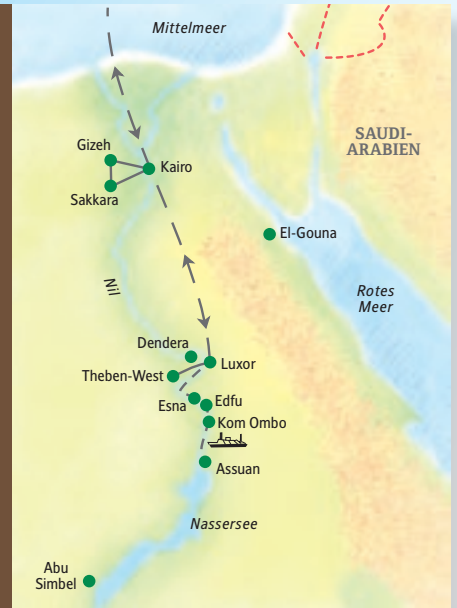 Mittelmeer
SAUDI-
ARABIEN
Gizeh
Kairo
Sakkara
El-Gouna
Nil
Rotes
Meer
Dendera
Luxor
Theben-West
Esna
Edfu
Kom Ombo
Assuan
Nassersee
Abu
Simbel